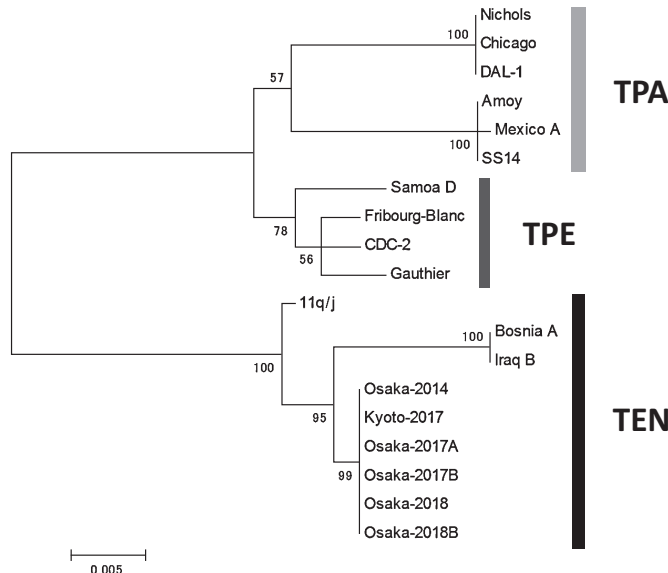 Nichols
100
Chicago
DAL-1
57
TPA
Amoy
Mexico A
100
SS14
Samoa D
Fribourg-Blanc
78
TPE
CDC-2
56
Gauthier
11q/j
100
Bosnia A
100
Iraq B
Osaka-2014
95
Kyoto-2017
TEN
Osaka-2017A
99
Osaka-2017B
Osaka-2018
Osaka-2018B
0.005